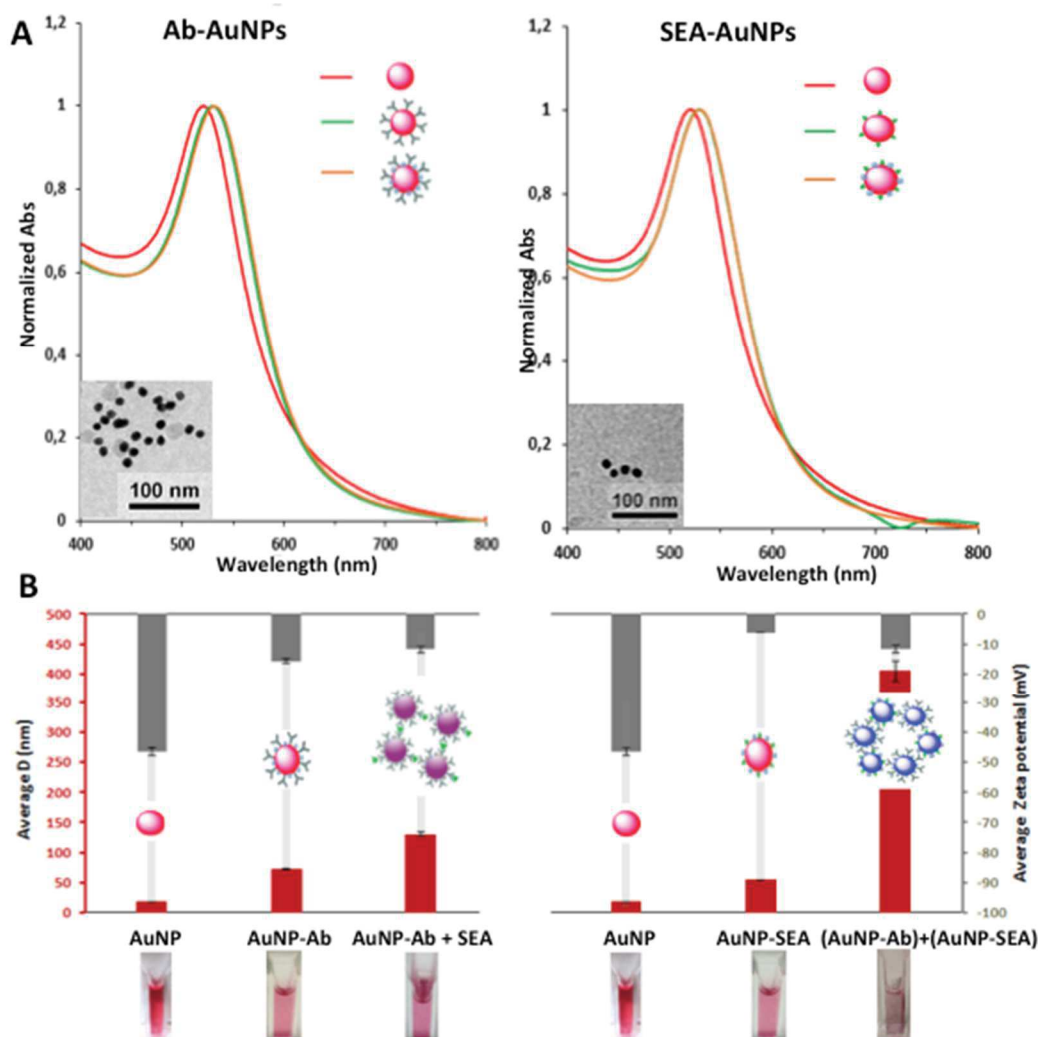 A
Ab-AuNPs
1,2
1
0,8
0,6
0,4
0,2
0
Normalized Abs
100 nm
400
500
600
700
800
Wavelength (nm)
SEA-AuNPs
1,2
1
0,8
0,6
0,4
0,2
0
Normalized Abs
100 nm
400
500
600
700
800
Wavelength (nm)
B
500
450
400
350
300
250
200
150
100
50
0
Average D (nm)
0
-10
-20
-30
-40
-50
-60
-70
-80
-90
-100
Average Zeta potential (mV)
AuNP
AuNP-Ab
AuNP-Ab + SEA
AuNP
AuNP-SEA
(AuNP-Ab)+(AuNP-SEA)